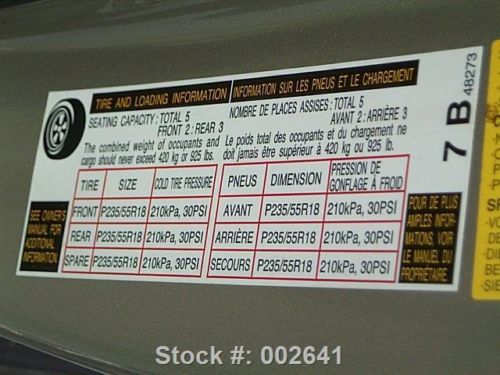 TIRE AND LOADING INFORMATION
SEATING CAPACITY: TOTAL 5
FRONT 2 : REAR 3
The combined weight of occupants and
cargo should never exceed 420 kg or 925 lbs.
INFORMATION SUR LES PNEUS ET LE CHARGEMENT
NOMBRE DE PLACES ASSISES: TOTAL 5
AVANT 2 : ARRIÈRE 3
Le poids total des occupants et du chargement ne
doit jamais être supérieur à 420 kg ou 925 lb.
SEE OWNER'S
MANUAL FOR
ADDITIONAL
INFORMATION
TIRE SIZE COLD TIRE PRESSURE
FRONT P235/55R18 210kPa, 30PSI
REAR P235/55R18 210kPa, 30PSI
SPARE P235/55R18 210kPa, 30PSI
PNEUS DIMENSION PRESSION DE
GONFLAGE À FROID
AVANT P235/55R18 210kPa, 30PSI
ARRIÈRE P235/55R18 210kPa, 30PSI
SECOURS P235/55R18 210kPa, 30PSI
POUR DE PLUS
AMPLES INFOR-
MATIONS, VOIR
LE MANUEL DU
PROPRIÉTAIRE.
7 B 48273
Stock #: 002641